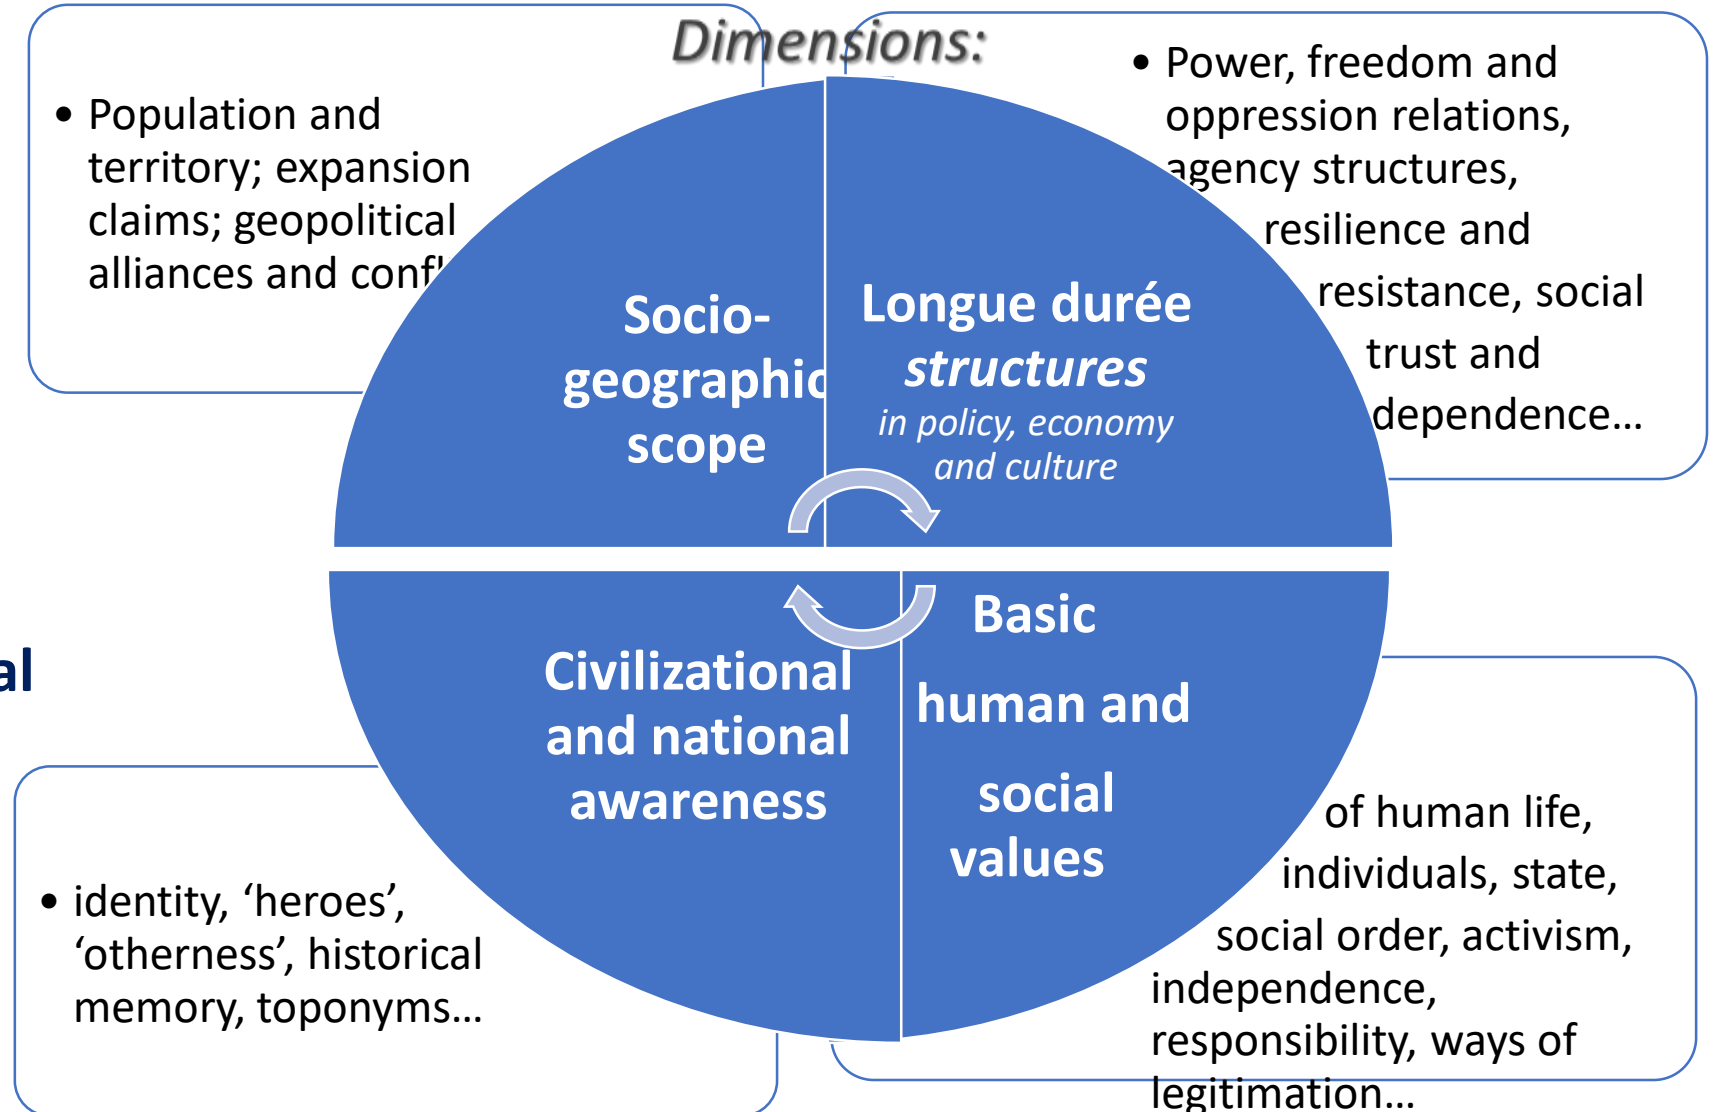 Dimensions:
• Population and
territory; expansion
claims; geopolitical
alliances and
• Power, freedom and
oppression relations,
agency structures,
resilience and
resistance, social
trust and
dependence…
Socio-
geographic
scope
Longue durée
structures
in policy, economy
and culture
al
Civilizational
and national
awareness
Basic
human and
social
values
• identity, ‘heroes’,
‘otherness’, historical
memory, toponyms…
of human life,
individuals, state,
social order, activism,
independence,
responsibility, ways of
legitimation…